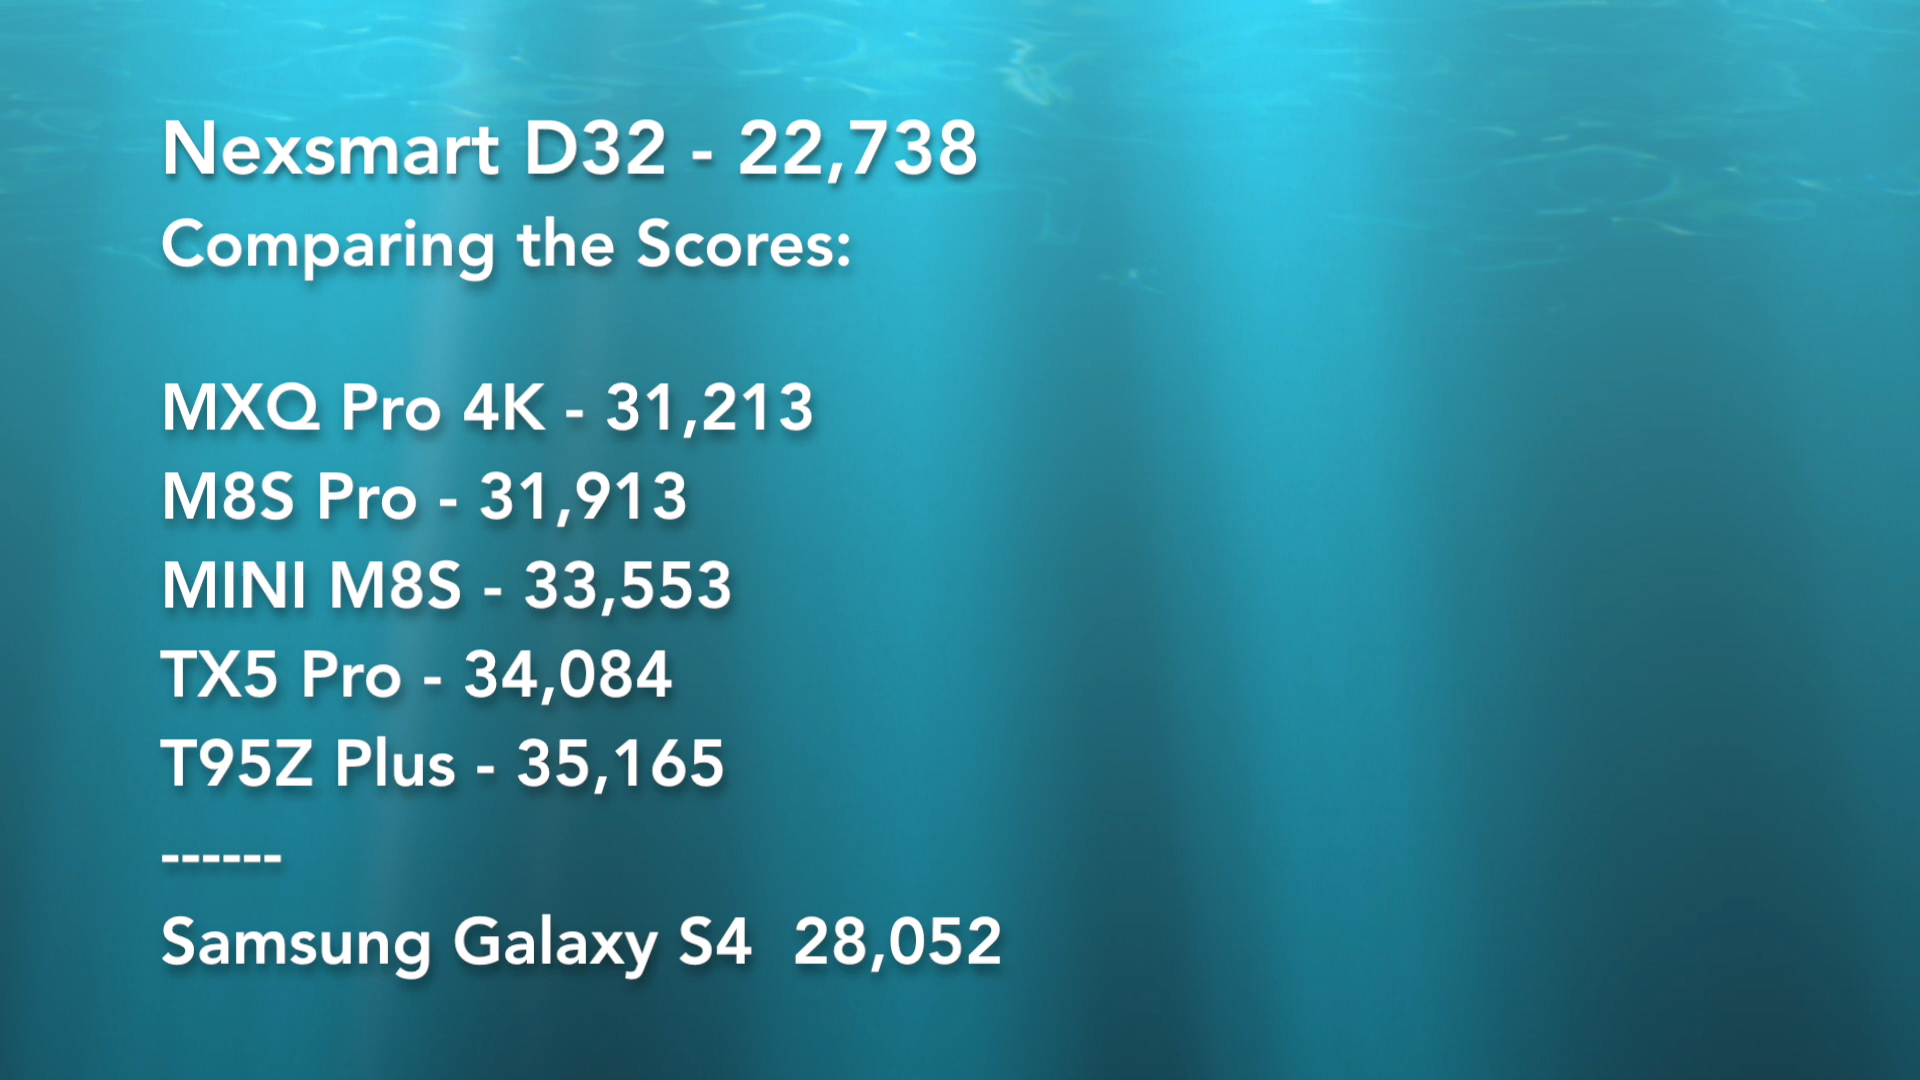 Nexsmart D32 - 22,738
Comparing the Scores:
MXQ Pro 4K - 31,213
M8S Pro - 31,913
MINI M8S - 33,553
TX5 Pro - 34,084
T95Z Plus - 35,165
------
Samsung Galaxy S4  28,052